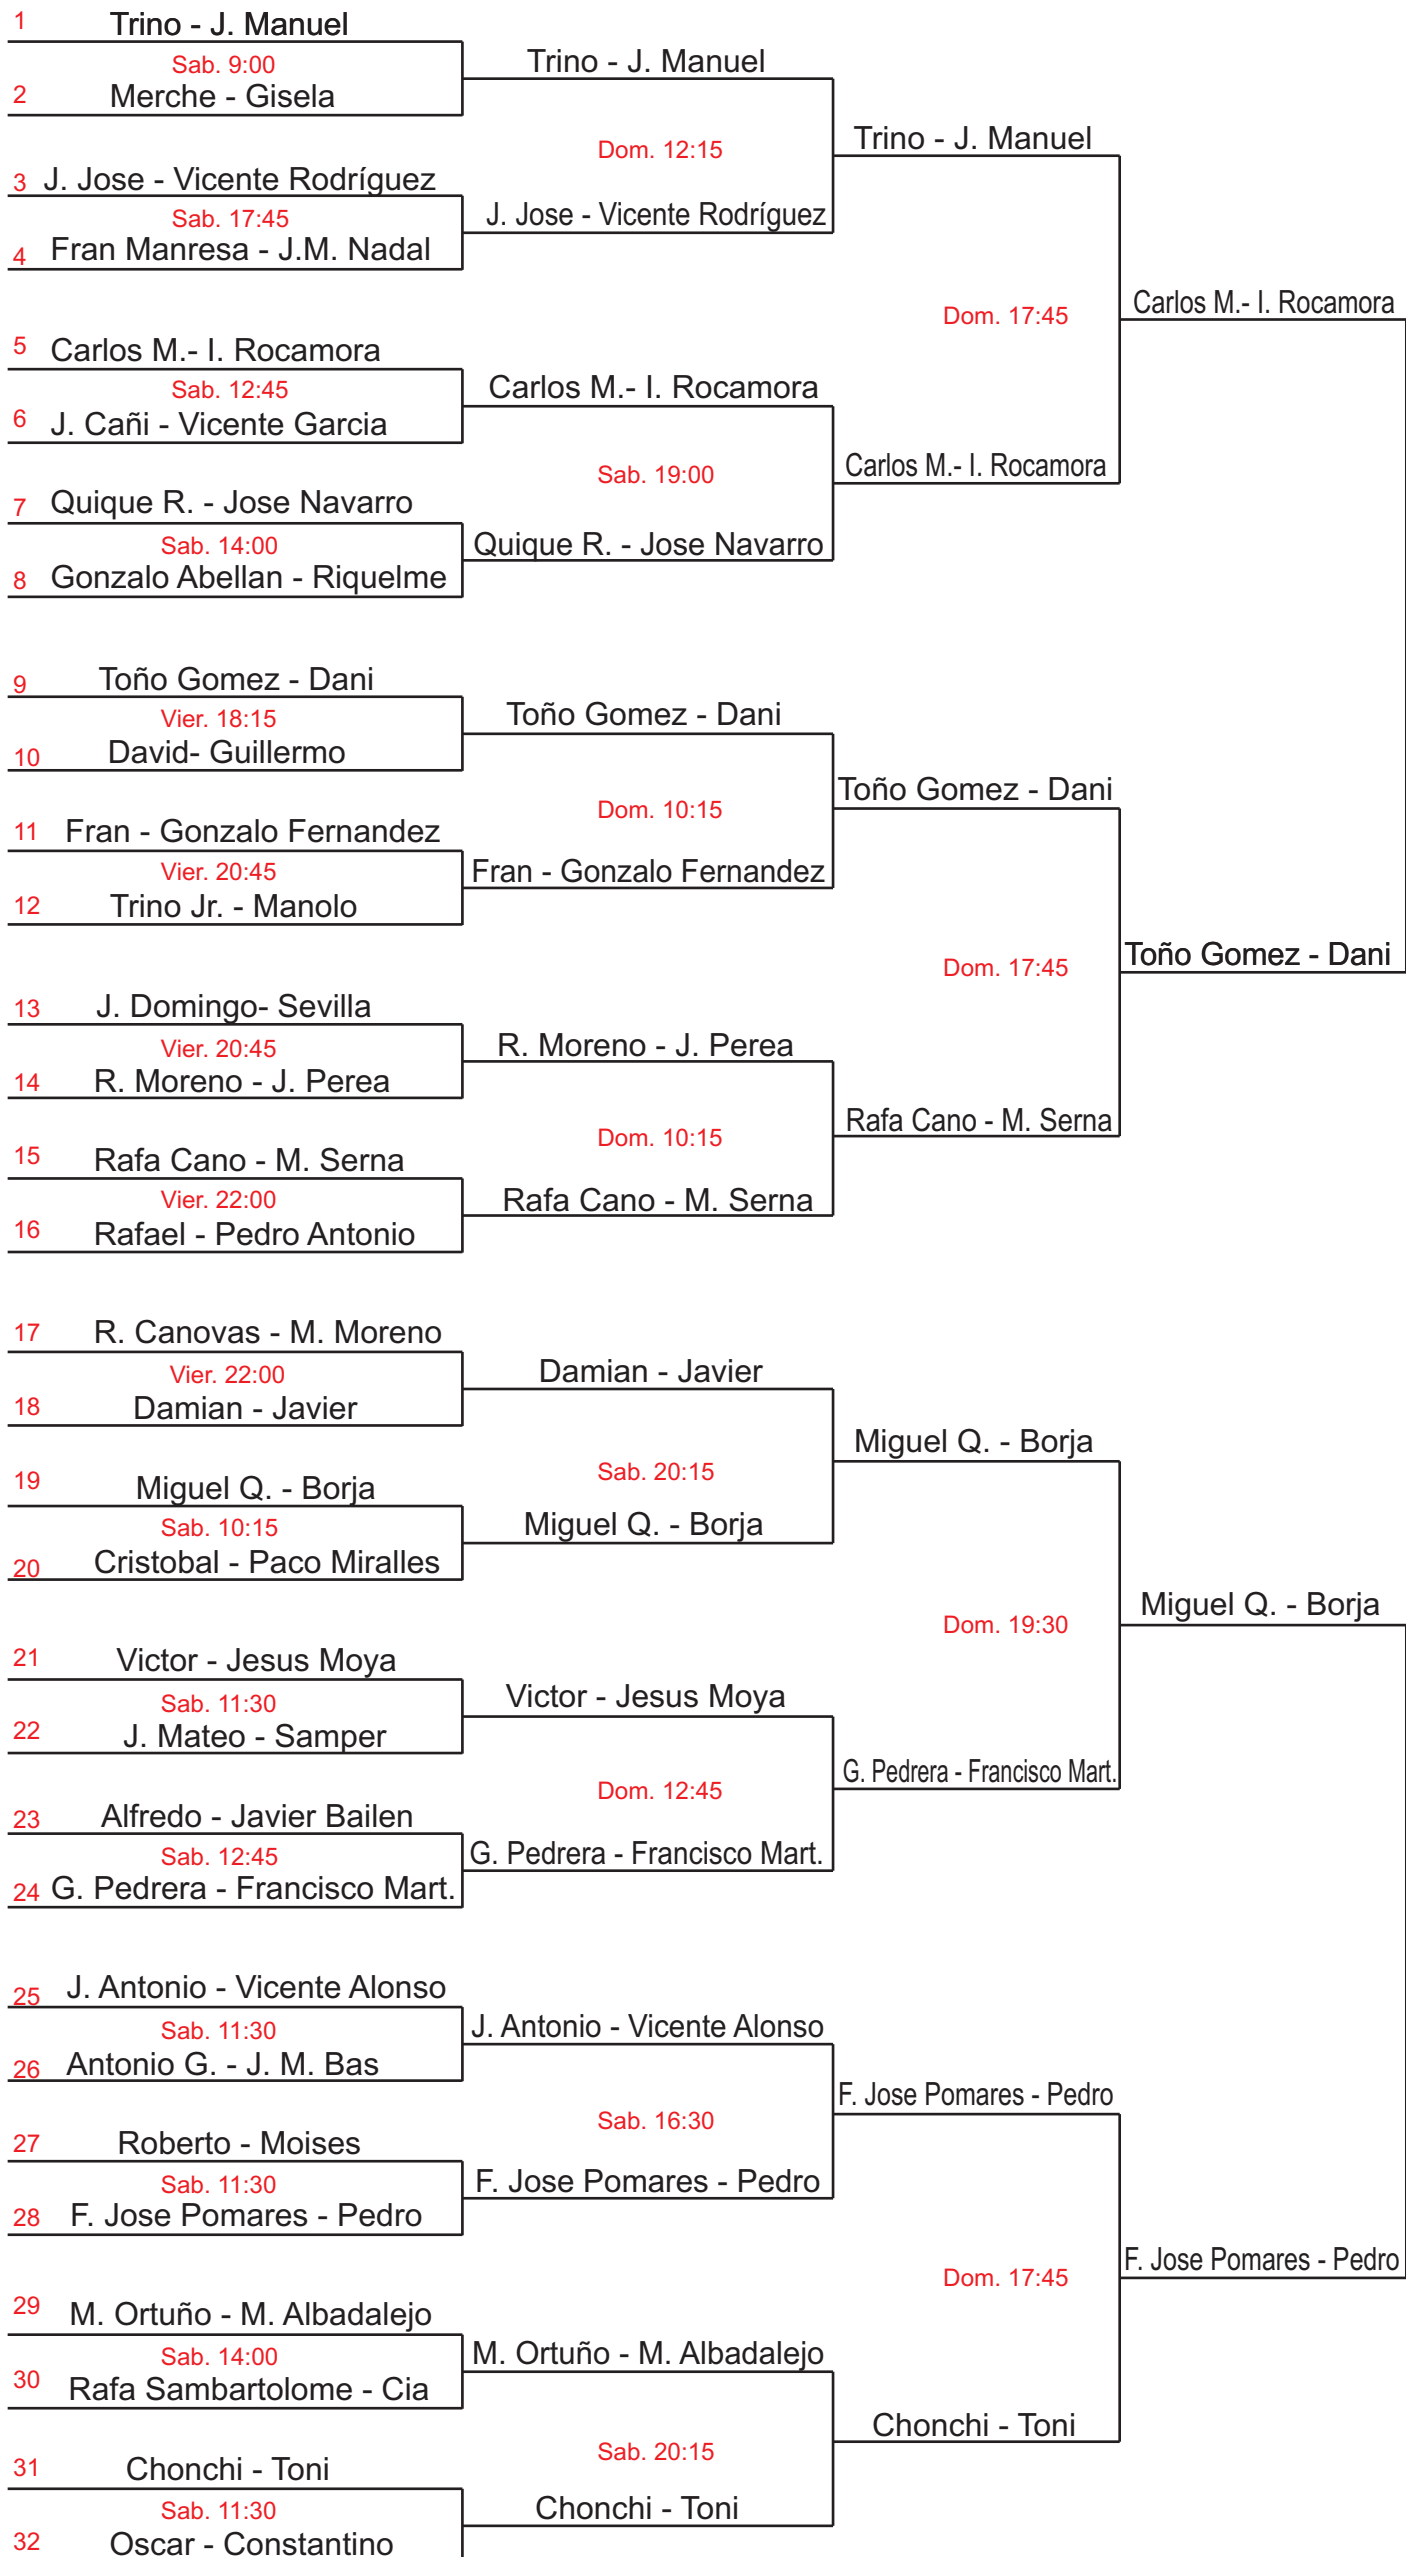 1 Trino - J. Manuel
Sab. 9:00
2 Merche - Gisela
3 J. Jose - Vicente Rodríguez
Sab. 17:45
4 Fran Manresa - J.M. Nadal
5 Carlos M.- I. Rocamora
Sab. 12:45
6 J. Cañi - Vicente Garcia
7 Quique R. - Jose Navarro
Sab. 14:00
8 Gonzalo Abellan - Riquelme
9 Toño Gomez - Dani
Vier. 18:15
10 David- Guillermo
11 Fran - Gonzalo Fernandez
Vier. 20:45
12 Trino Jr. - Manolo
13 J. Domingo- Sevilla
Vier. 20:45
14 R. Moreno - J. Perea
15 Rafa Cano - M. Serna
Vier. 22:00
16 Rafael - Pedro Antonio
17 R. Canovas - M. Moreno
Vier. 22:00
18 Damian - Javier
19 Miguel Q. - Borja
Sab. 10:15
20 Cristobal - Paco Miralles
21 Victor - Jesus Moya
Sab. 11:30
22 J. Mateo - Samper
23 Alfredo - Javier Bailen
Sab. 12:45
24 G. Pedrera - Francisco Mart.
25 J. Antonio - Vicente Alonso
Sab. 11:30
26 Antonio G. - J. M. Bas
27 Roberto - Moises
Sab. 11:30
28 F. Jose Pomares - Pedro
29 M. Ortuño - M. Albadalejo
Sab. 14:00
30 Rafa Sambartolome - Cia
31 Chonchi - Toni
Sab. 11:30
32 Oscar - Constantino
Trino - J. Manuel
Dom. 12:15
J. Jose - Vicente Rodríguez
Carlos M.- I. Rocamora
Sab. 19:00
Quique R. - Jose Navarro
Toño Gomez - Dani
Dom. 10:15
Fran - Gonzalo Fernandez
R. Moreno - J. Perea
Dom. 10:15
Rafa Cano - M. Serna
Damian - Javier
Sab. 20:15
Miguel Q. - Borja
Victor - Jesus Moya
Dom. 12:45
G. Pedrera - Francisco Mart.
J. Antonio - Vicente Alonso
Sab. 16:30
F. Jose Pomares - Pedro
M. Ortuño - M. Albadalejo
Sab. 20:15
Chonchi - Toni
Trino - J. Manuel
Dom. 17:45
Carlos M.- I. Rocamora
Toño Gomez - Dani
Dom. 17:45
Rafa Cano - M. Serna
Miguel Q. - Borja
Dom. 19:30
G. Pedrera - Francisco Mart.
F. Jose Pomares - Pedro
Dom. 17:45
Chonchi - Toni
Carlos M.- I. Rocamora
Toño Gomez - Dani
Miguel Q. - Borja
F. Jose Pomares - Pedro